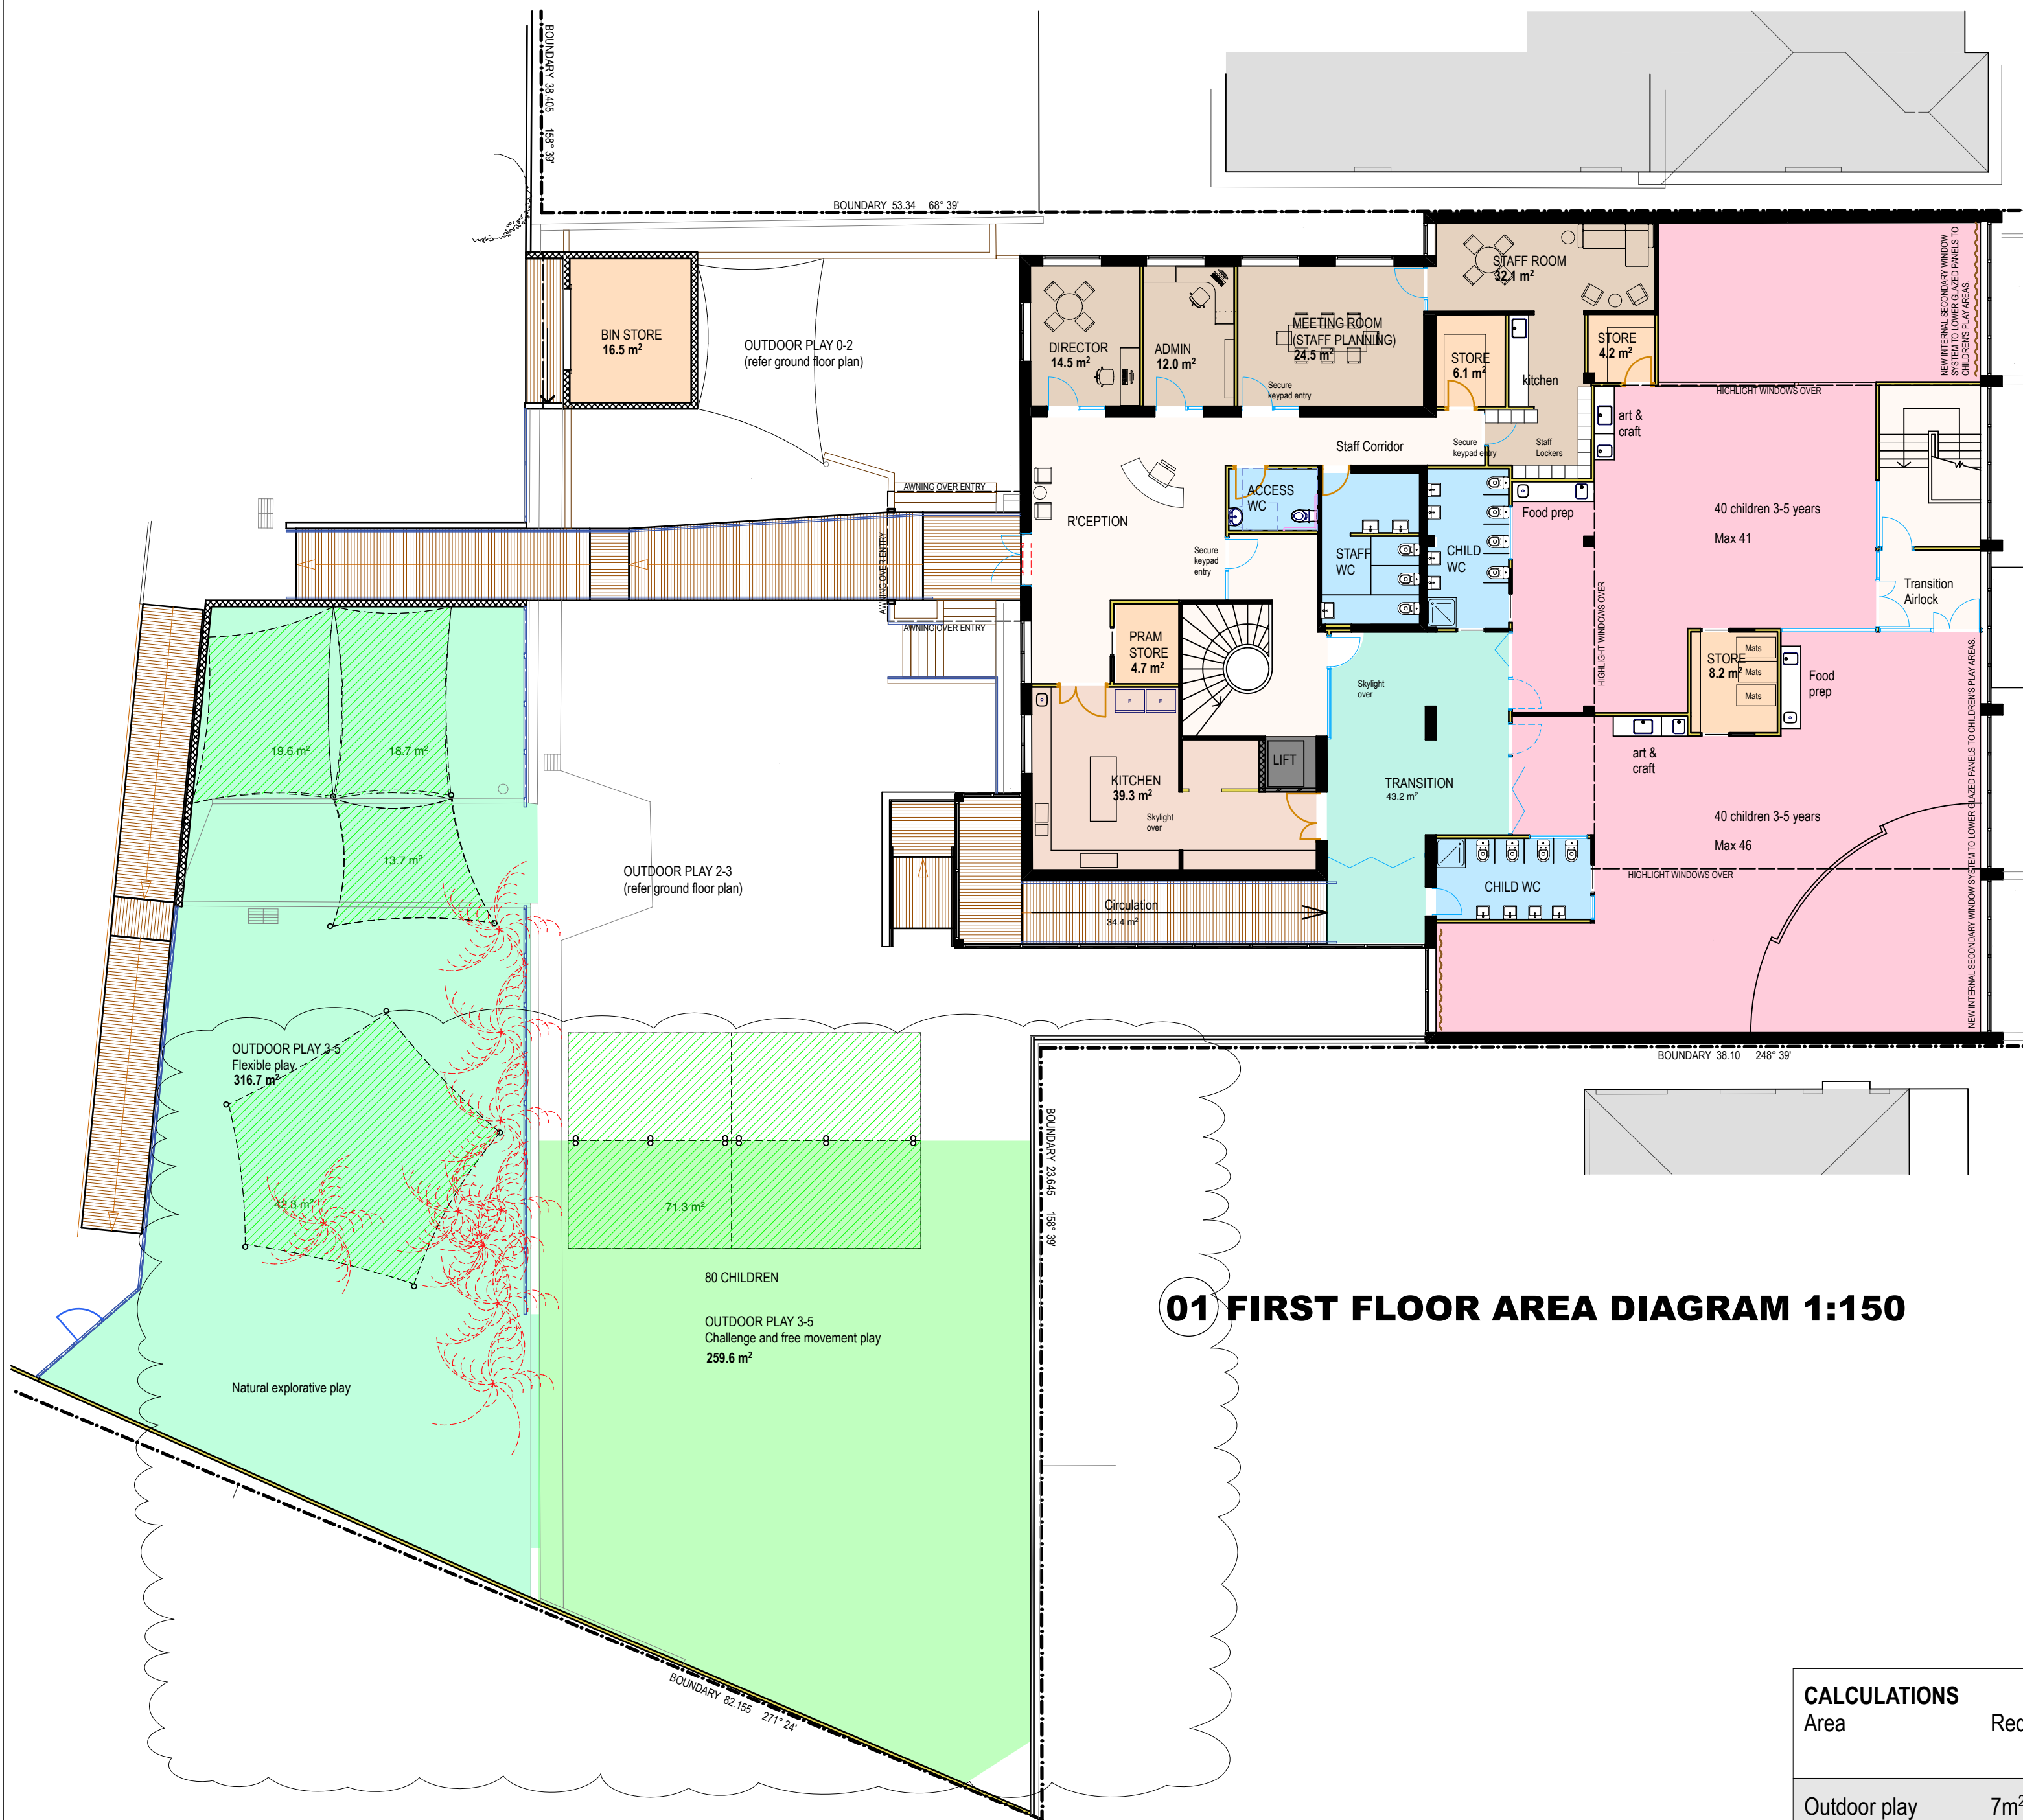 BOUNDARY 38.405 158° 39'
BOUNDARY 53.34 68° 39'
BIN STORE
16.5 m²
OUTDOOR PLAY 0-2
(refer ground floor plan)
DIRECTOR
14.5 m²
ADMIN
12.0 m²
MEETING ROOM
(STAFF PLANNING)
24.5 m²
Secure
keypad entry
STAFF ROOM
32.1 m²
STORE
6.1 m²
kitchen
STORE
4.2 m²
NEW INTERNAL SECONDARY WINDOW
SYSTEM TO LOWER GLAZED PANELS TO
CHILDREN'S PLAY AREAS.
HIGHLIGHT WINDOWS OVER
art &
craft
Staff Corridor
Secure
keypad entry
Staff
Lockers
AWNING OVER ENTRY
AWNING OVER ENTRY
AWNING OVER ENTRY
R'CEPTION
ACCESS
WC
Secure
keypad
entry
STAFF
WC
CHILD
WC
Food prep
40 children 3-5 years
Max 41
Transition
Airlock
HIGHLIGHT WINDOWS OVER
PRAM
STORE
4.7 m²
Skylight
over
STORE
8.2 m²
Mats
Mats
Mats
Food
prep
F
F
19.6 m²
18.7 m²
13.7 m²
KITCHEN
39.3 m²
Skylight
over
LIFT
TRANSITION
43.2 m²
art &
craft
40 children 3-5 years
Max 46
HIGHLIGHT WINDOWS OVER
NEW INTERNAL SECONDARY WINDOW SYSTEM TO LOWER GLAZED PANELS TO CHILDREN'S PLAY AREAS.
OUTDOOR PLAY 2-3
(refer ground floor plan)
CHILD WC
Circulation
34.4 m²
BOUNDARY 38.10 248° 39'
OUTDOOR PLAY 3-5
Flexible play
316.7 m²
42.8 m²
71.3 m²
BOUNDARY 23.645 158° 39'
80 CHILDREN
OUTDOOR PLAY 3-5
Challenge and free movement play
259.6 m²
Natural explorative play
01 FIRST FLOOR AREA DIAGRAM 1:150
BOUNDARY 82.155 271° 24'
CALCULATIONS
Area
Outdoor play 7m²